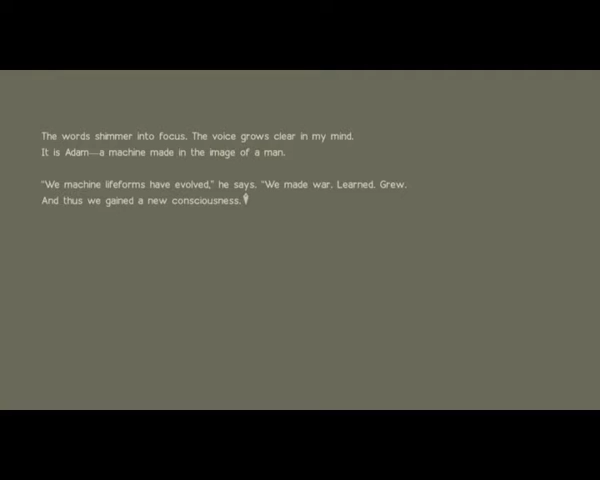 The words shimmer into focus. The voice grows clear in my mind.
It is Adam—a machine made in the image of a man.
"We machine lifeforms have evolved," he says. "We made war. Learned. Grew.
And thus we gained a new consciousness.